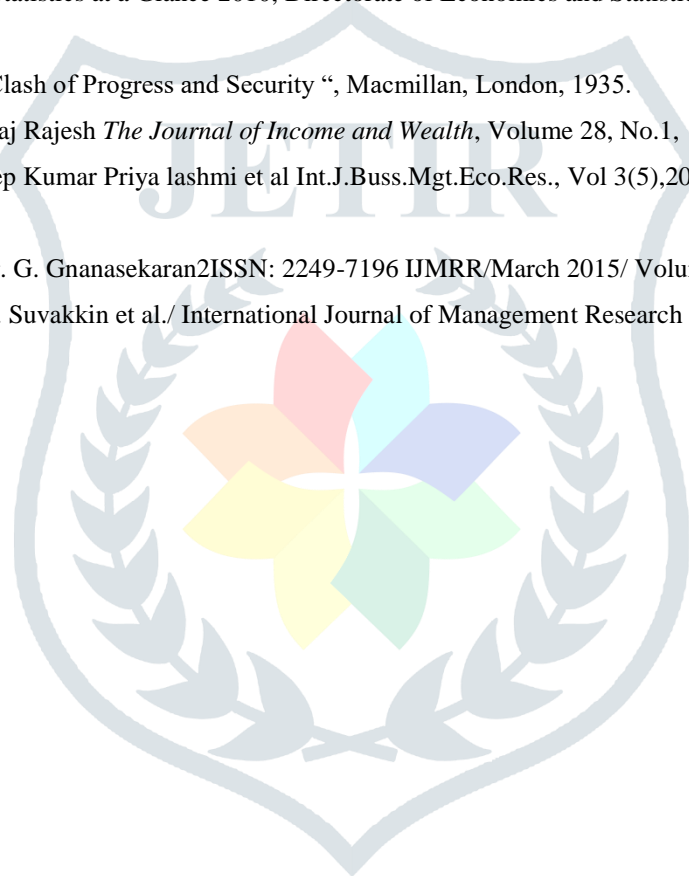 tatistics at a Glance 2010, Directorate of Economics and Statisti
Clash of Progress and Security “, Macmillan, London, 1935.
aj Rajesh The Journal of Income and Wealth, Volume 28, No.1,
ep Kumar Priya lashmi et al Int.J.Buss.Mgt.Eco.Res., Vol 3(5),20
. G. Gnanasekaran2ISSN: 2249-7196 IJMRR/March 2015/ Volu
. Suvakkin et al./ International Journal of Management Research
JETIR